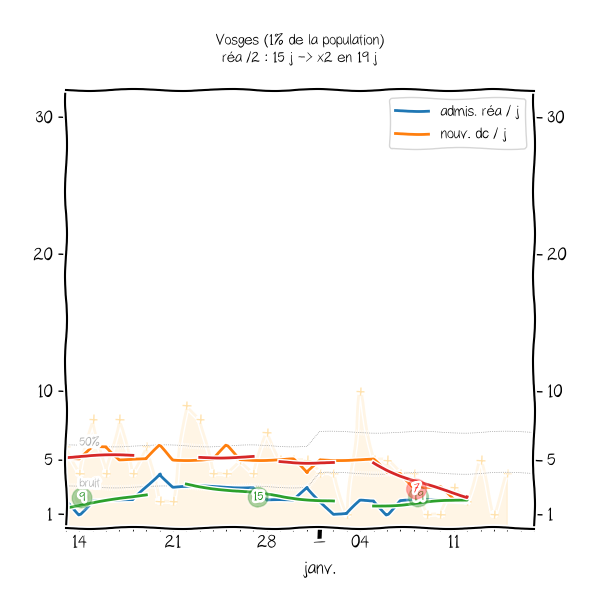 Vosges (1% de la population)
réa /2 : 15 j -> x2 en 19 j
admis. réa / j
nouv. dc / j
30 30
20 20
10 10
50%
5 5
bruit
9 15
1 1
14 21 28 04 11
janv.